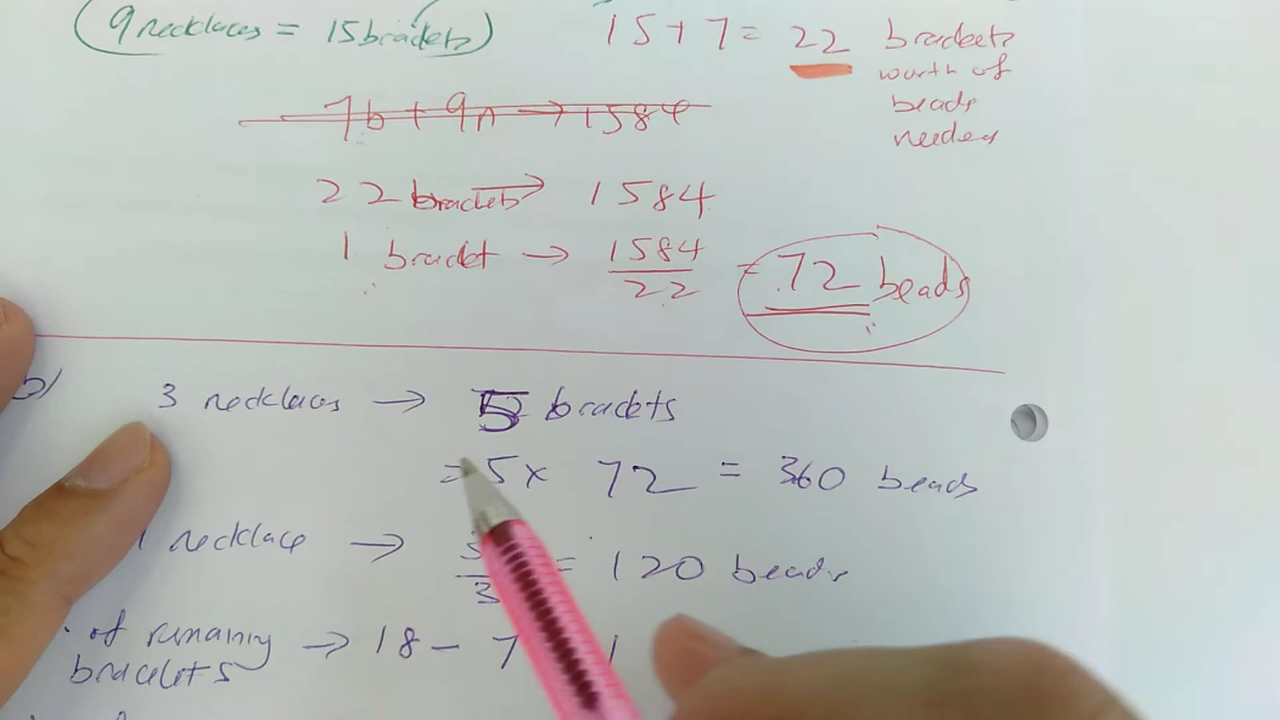 (9 necklaces = 15 bracelets)
15 + 7 = 22 bracelets
worth of
beads
needed
7b + 9n → 1584
22 bracelets → 1584
1 bracelet → 1584/22 = 72 beads
b) 3 necklaces → 5 bracelets
= 5 x 72 = 360 beads
1 necklace → 3 = 120 beads
of remaining → 18 - 7 1
bracelets